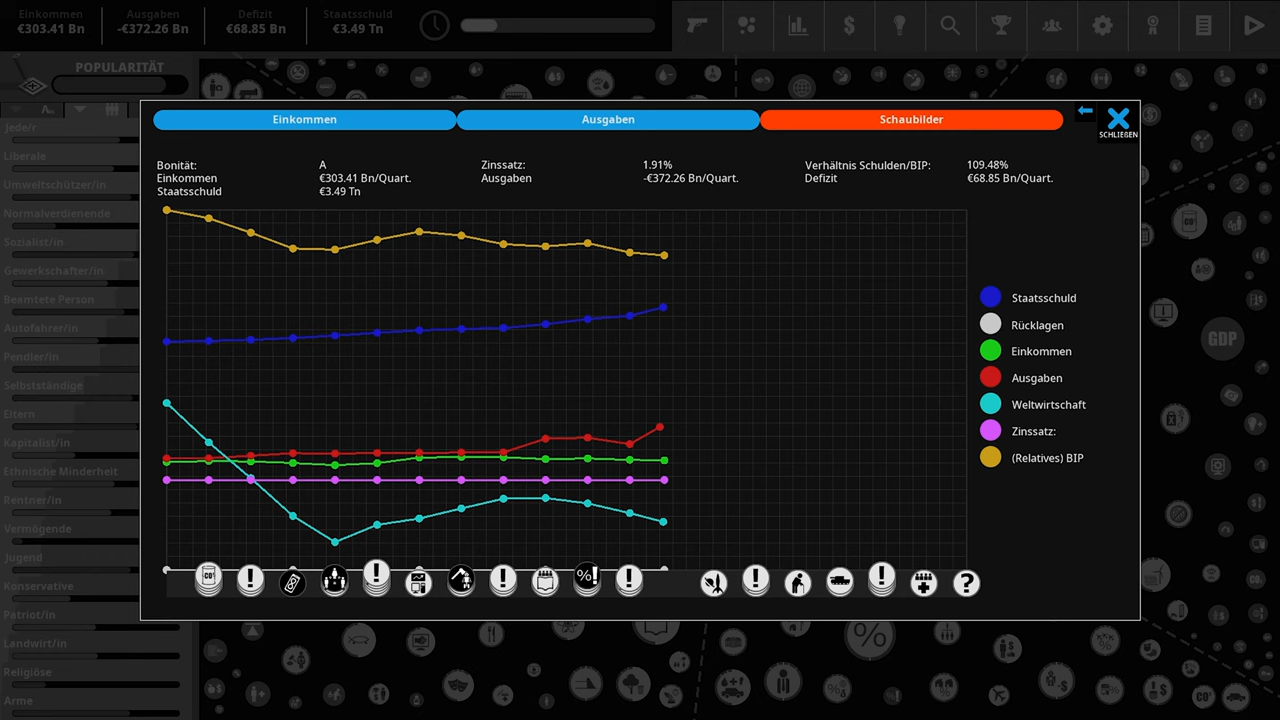 Einkommen Ausgaben Defizit Staatsschuld
€303.41 Bn -€372.26 Bn €68.85 Bn €3.49 Tn
POPULARITÄT
Einkommen Ausgaben Schaubilder
SCHLIEßEN
Bonität: A Zinssatz: 1.91% Verhältnis Schulden/BIP: 109.48%
Einkommen €303.41 Bn/Quart. Ausgaben -€372.26 Bn/Quart. Defizit €68.85 Bn/Quart.
Staatsschuld €3.49 Tn
Jede/r
Liberale
Umweltschützer/in
Normalverdienende
Sozialist/in
Gewerkschafter/in
Beamtete Person
Autofahrer/in
Pendler/in
Selbstständige
Eltern
Kapitalist/in
Ethnische Minderheit
Rentner/in
Vermögende
Jugend
Konservative
Patriot/in
Landwirt/in
Religiöse
Arme
Staatsschuld
Rücklagen
Einkommen
Ausgaben
Weltwirtschaft
Zinssatz:
(Relatives) BIP
GDP